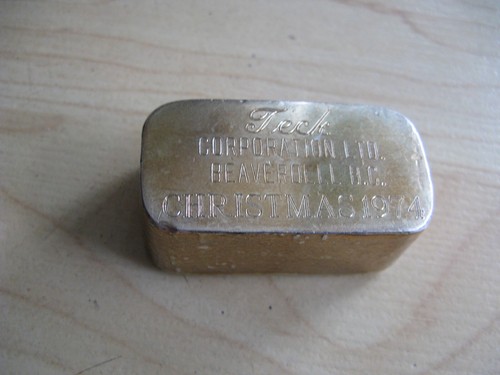 Teck
CORPORATION LTD.
BEAVERDELL B.C.
CHRISTMAS 1974